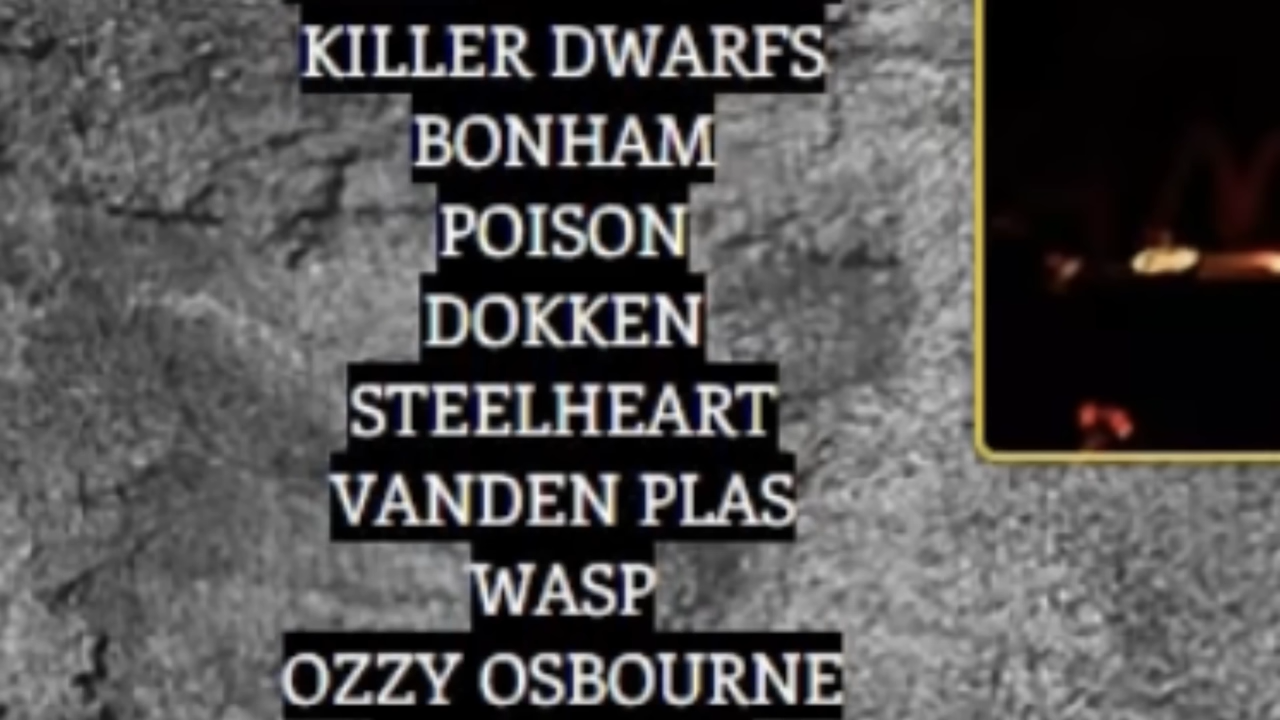 KILLER DWARFS
BONHAM
POISON
DOKKEN
STEELHEART
VANDEN PLAS
WASP
OZZY OSBOURNE